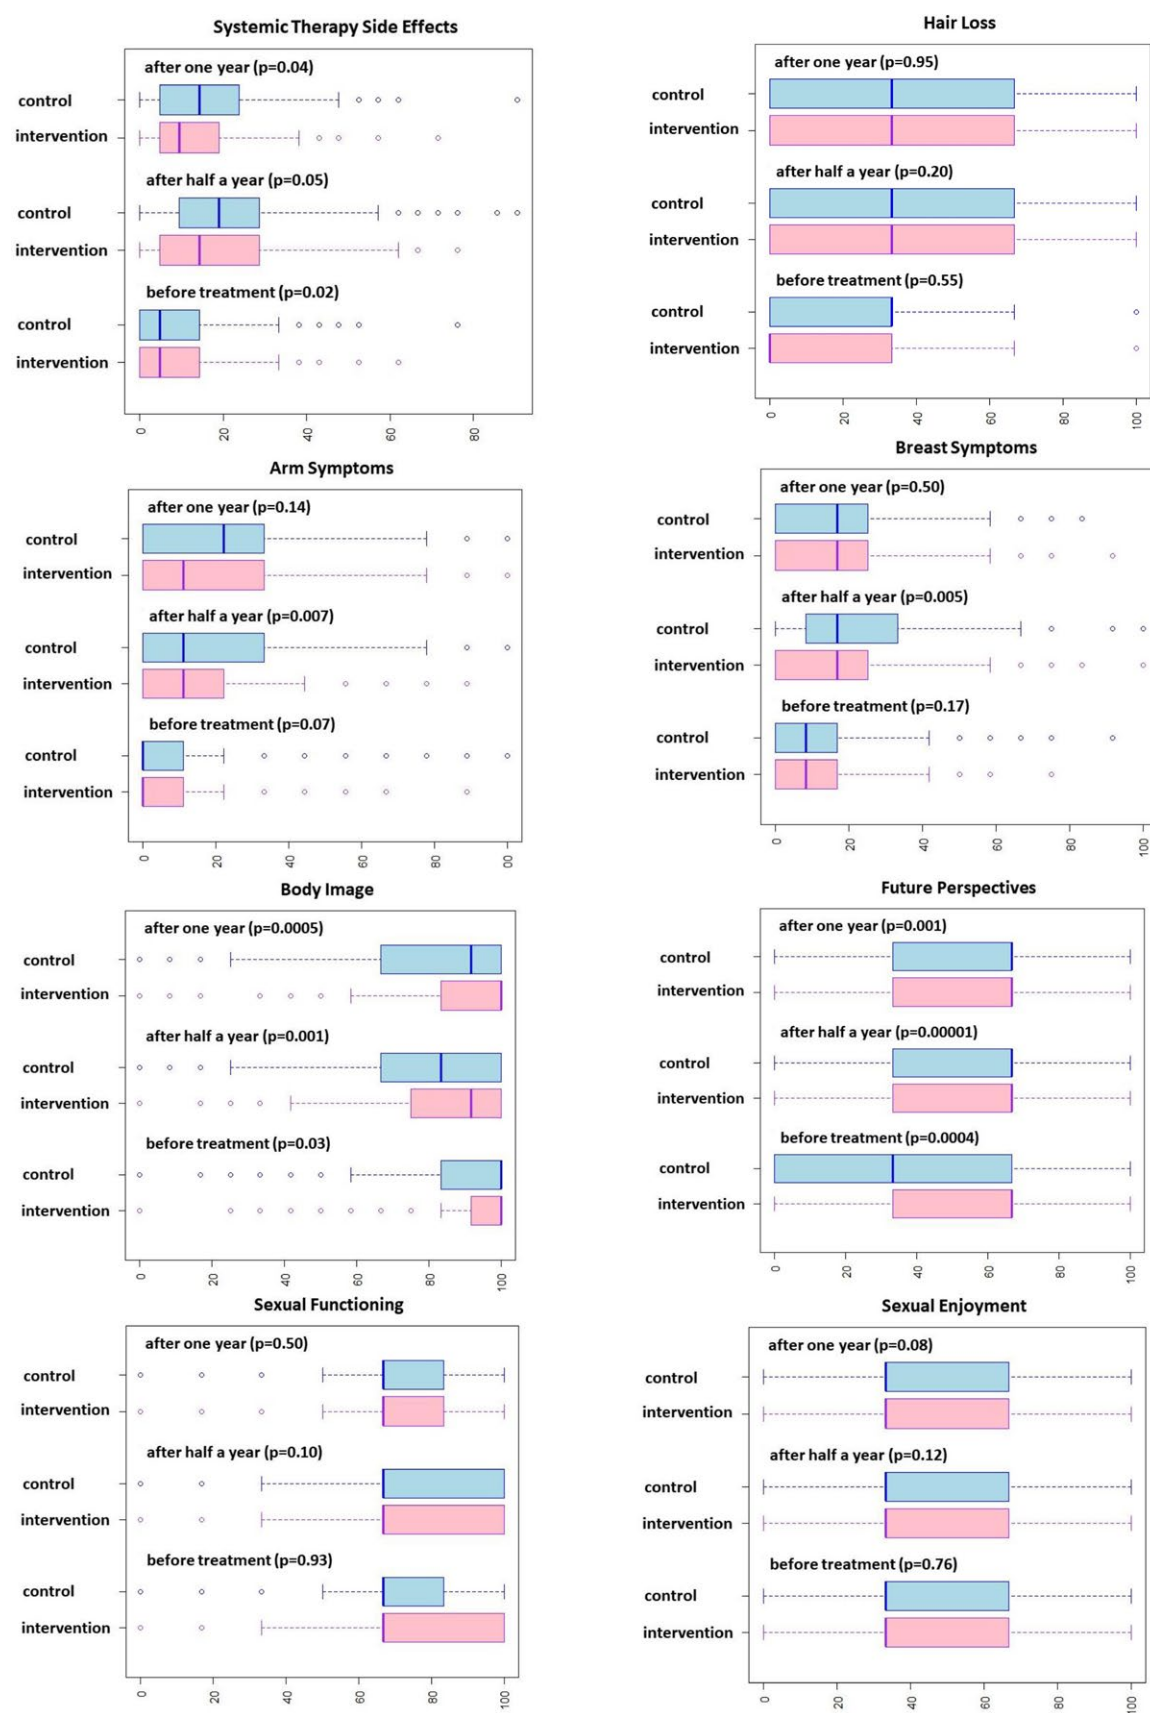 Systemic Therapy Side Effects
after one year (p=0.04)
control
intervention
after half a year (p=0.05)
control
intervention
before treatment (p=0.02)
control
intervention
0 20 40 60 80
Hair Loss
after one year (p=0.95)
control
intervention
after half a year (p=0.20)
control
intervention
before treatment (p=0.55)
control
intervention
0 20 40 60 80 100
Arm Symptoms
after one year (p=0.14)
control
intervention
after half a year (p=0.007)
control
intervention
before treatment (p=0.07)
control
intervention
0 20 40 60 80 00
Breast Symptoms
after one year (p=0.50)
control
intervention
after half a year (p=0.005)
control
intervention
before treatment (p=0.17)
control
intervention
0 20 40 60 80 100
Body Image
after one year (p=0.0005)
control
intervention
after half a year (p=0.001)
control
intervention
before treatment (p=0.03)
control
intervention
0 20 40 60 80 100
Future Perspectives
after one year (p=0.001)
control
intervention
after half a year (p=0.00001)
control
intervention
before treatment (p=0.0004)
control
intervention
0 20 40 60 80 100
Sexual Functioning
after one year (p=0.50)
control
intervention
after half a year (p=0.10)
control
intervention
before treatment (p=0.93)
control
intervention
0 20 40 60 80 100
Sexual Enjoyment
after one year (p=0.08)
control
intervention
after half a year (p=0.12)
control
intervention
before treatment (p=0.76)
control
intervention
0 20 40 60 80 100